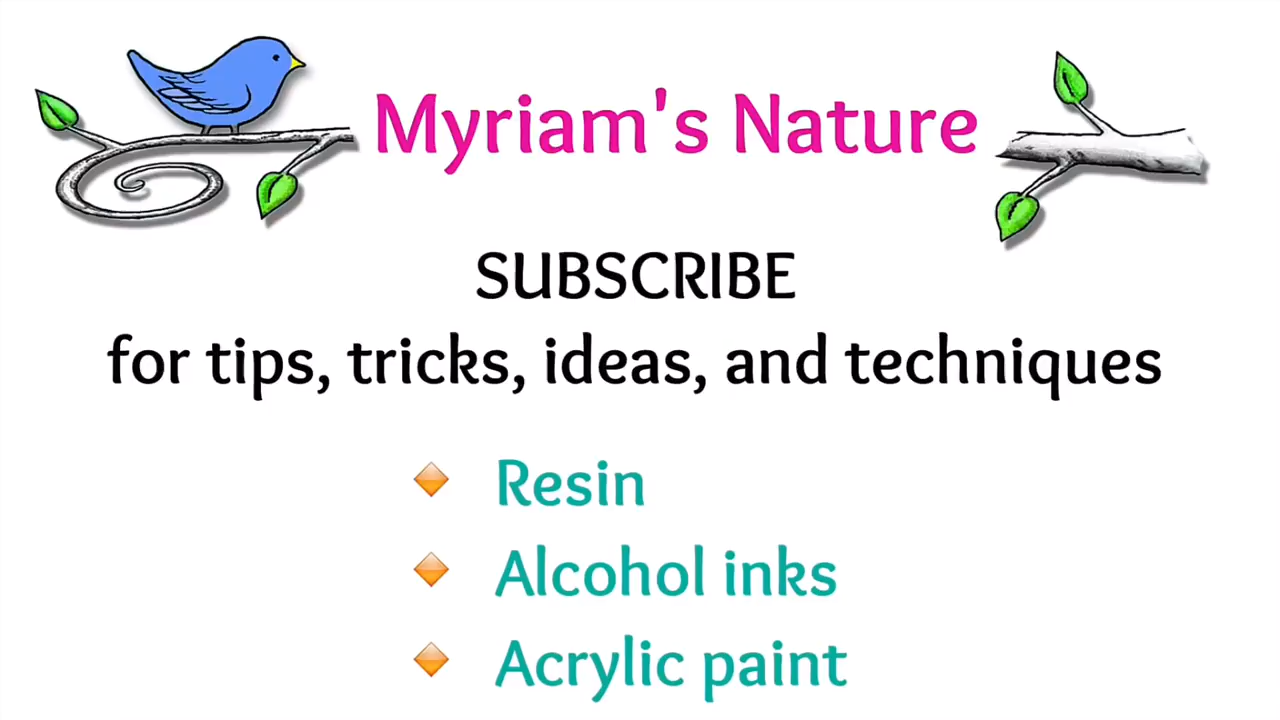 Myriam's Nature
SUBSCRIBE
for tips, tricks, ideas, and techniques
Resin
Alcohol inks
Acrylic paint